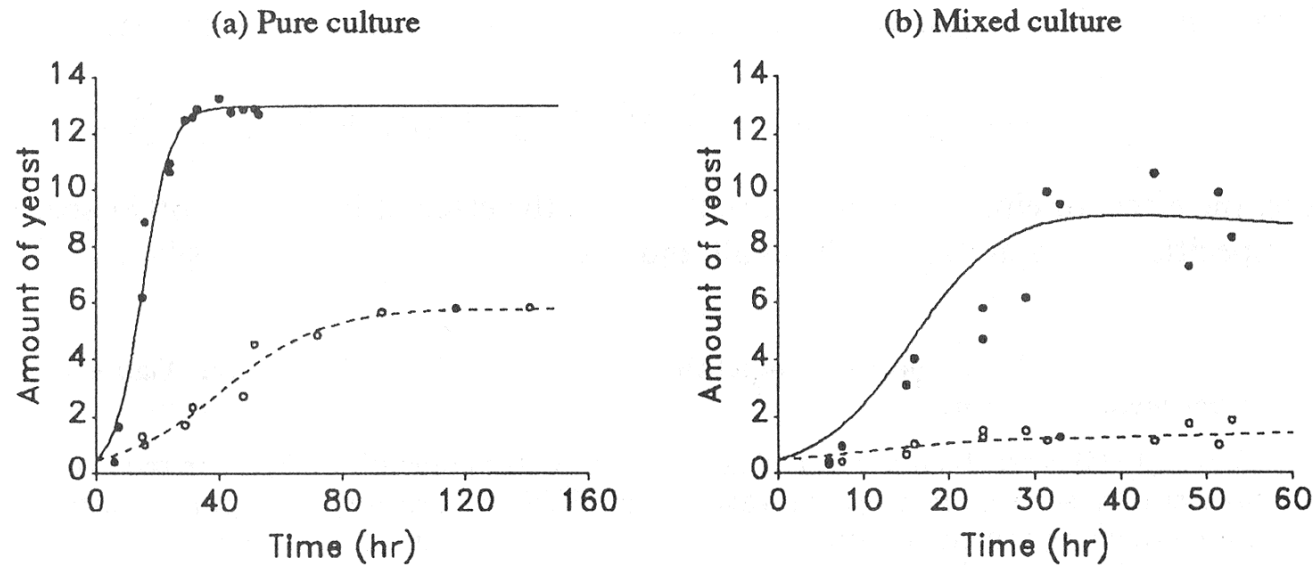 (a) Pure culture
(b) Mixed culture
14
12
10
8
6
4
2
0
Amount of yeast
0 40 80 120 160
Time (hr)
14
12
10
8
6
4
2
0
Amount of yeast
0 10 20 30 40 50 60
Time (hr)